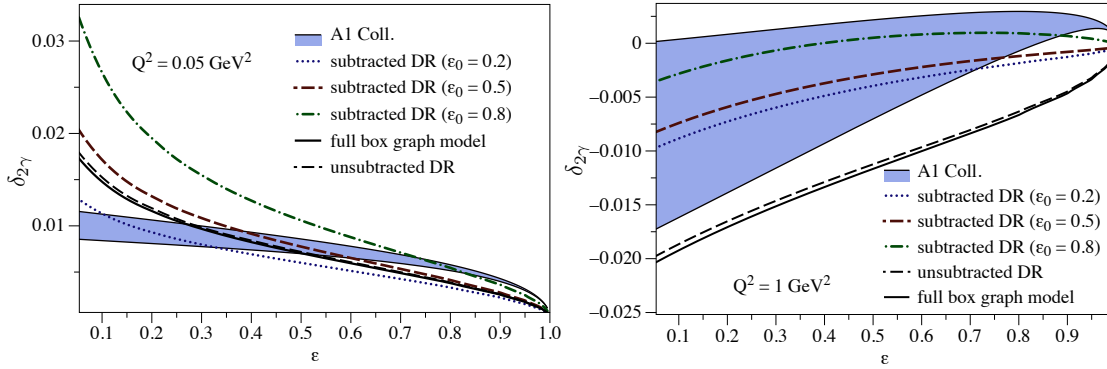 0.03
0.02
0.01
δ2γ
Q² = 0.05 GeV²
A1 Coll.
subtracted DR (ε₀ = 0.2)
subtracted DR (ε₀ = 0.5)
subtracted DR (ε₀ = 0.8)
full box graph model
unsubtracted DR
0.1 0.2 0.3 0.4 0.5 0.6 0.7 0.8 0.9 1.0
ε
0
−0.005
−0.010
−0.015
−0.020
−0.025
δ2γ
A1 Coll.
subtracted DR (ε₀ = 0.2)
subtracted DR (ε₀ = 0.5)
subtracted DR (ε₀ = 0.8)
unsubtracted DR
full box graph model
Q² = 1 GeV²
0.1 0.2 0.3 0.4 0.5 0.6 0.7 0.8 0.9
ε